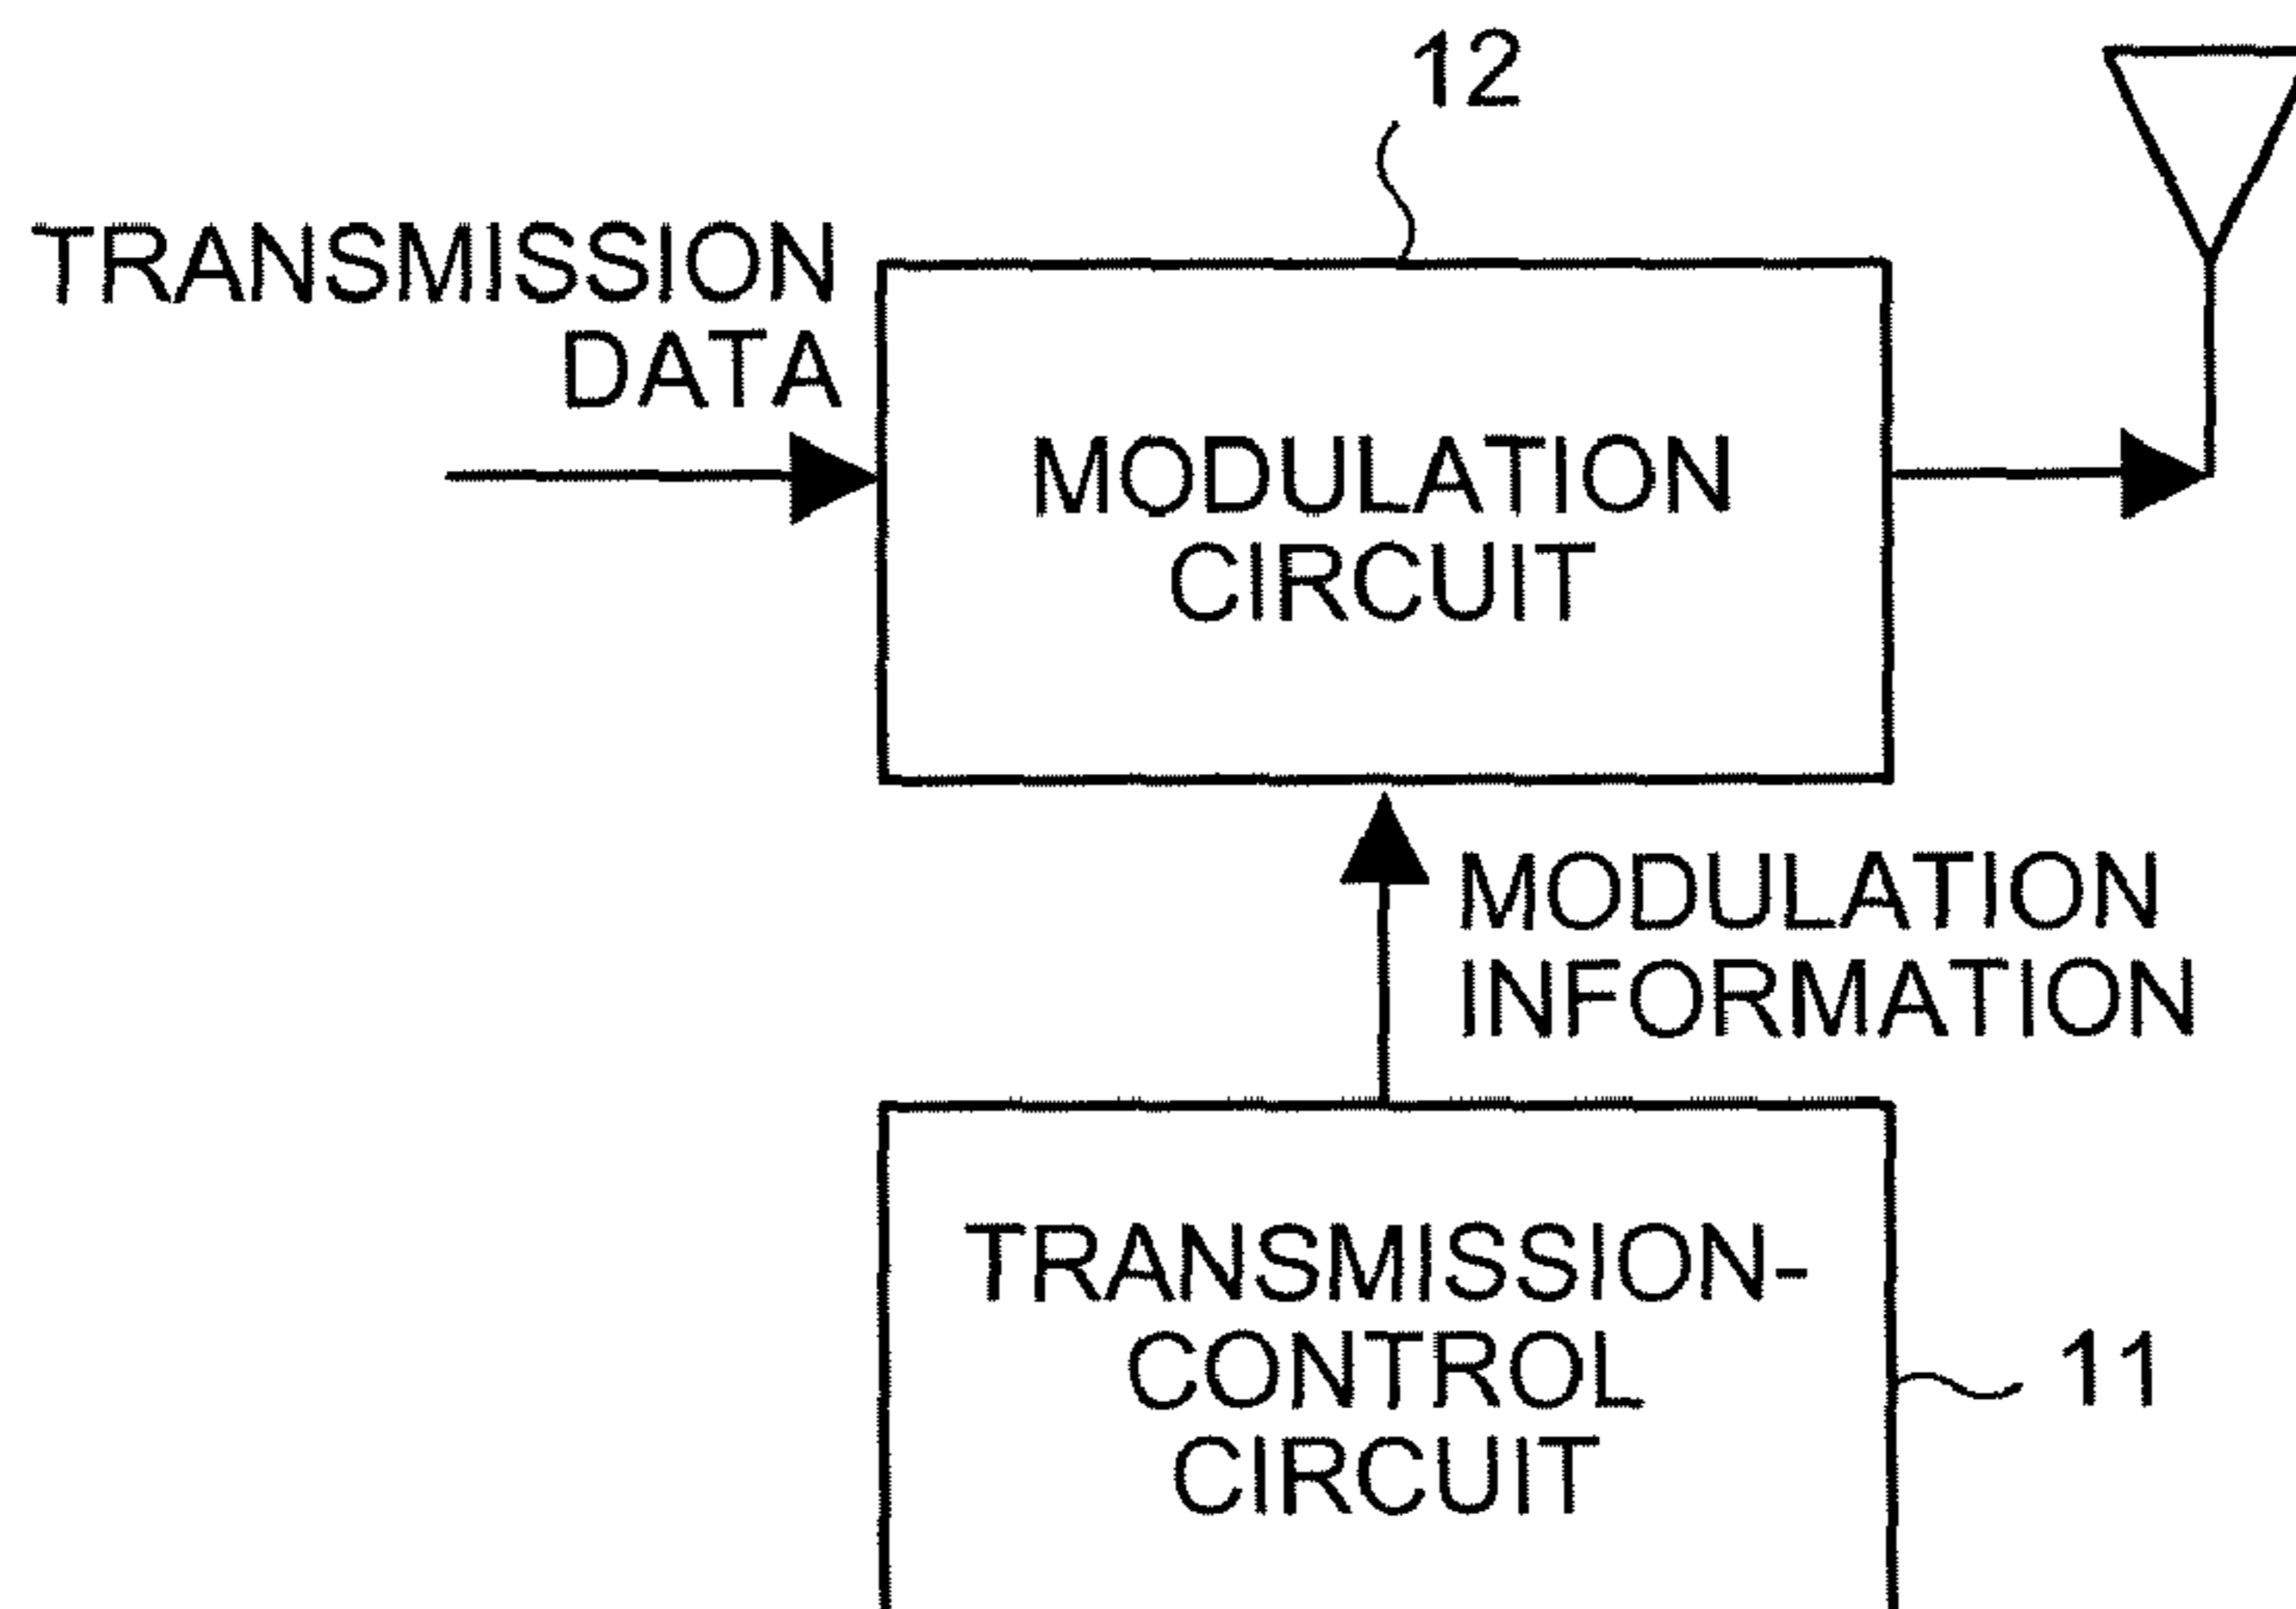 12
TRANSMISSION
DATA
MODULATION
CIRCUIT
MODULATION
INFORMATION
TRANSMISSION-
CONTROL
CIRCUIT
11